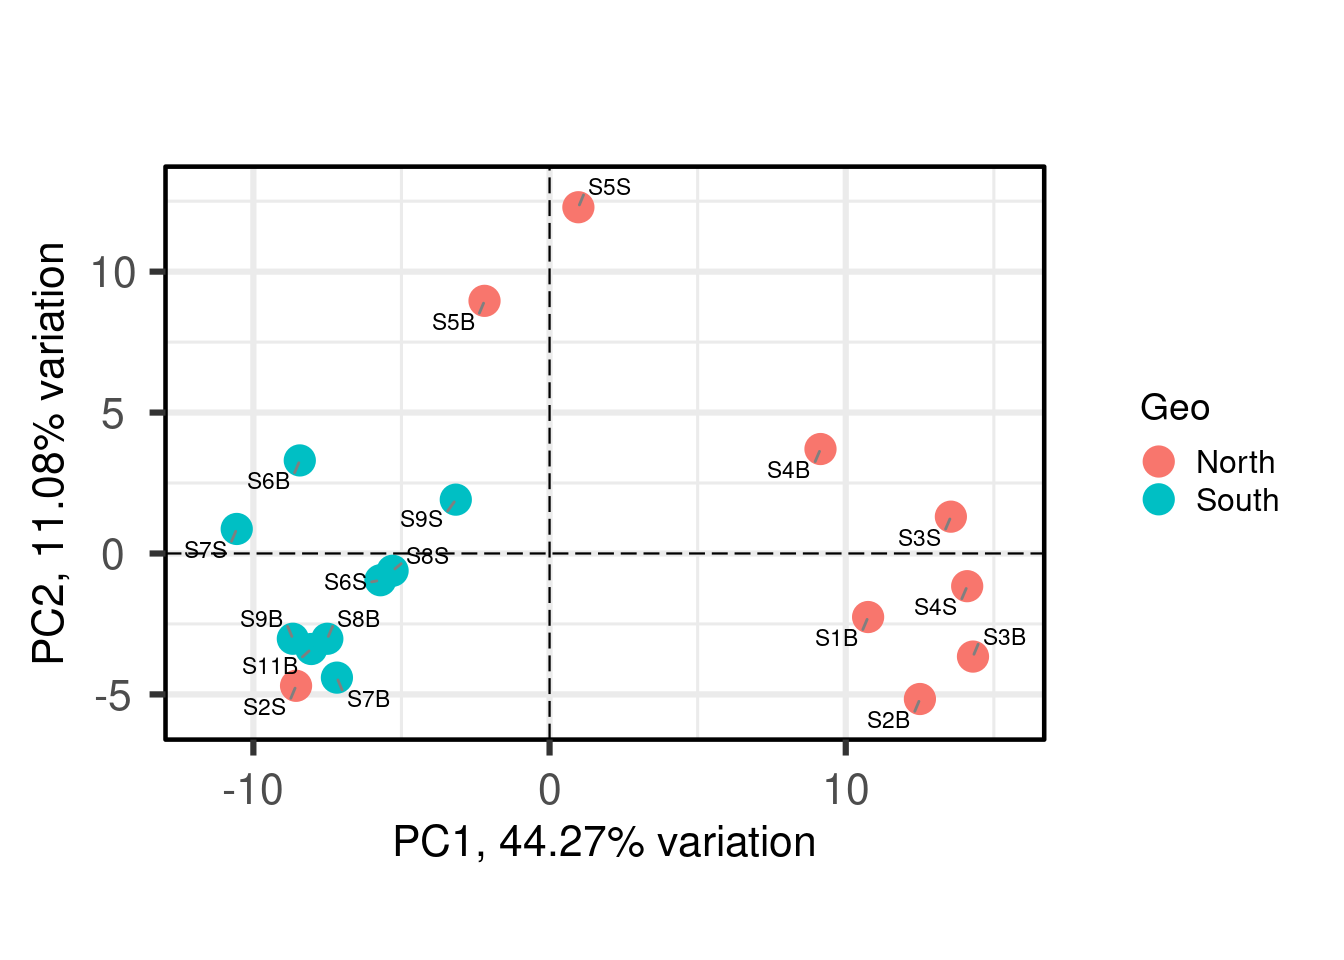 S5S
S5B
10
5
0
-5
PC2, 11.08% variation
S4B
S6B
S9S
S3S
S7S
S8S
S6S
S4S
S9B
S8B
S1B
S3B
S11B
S2S
S7B
S2B
-10
0
10
PC1, 44.27% variation
Geo
North
South